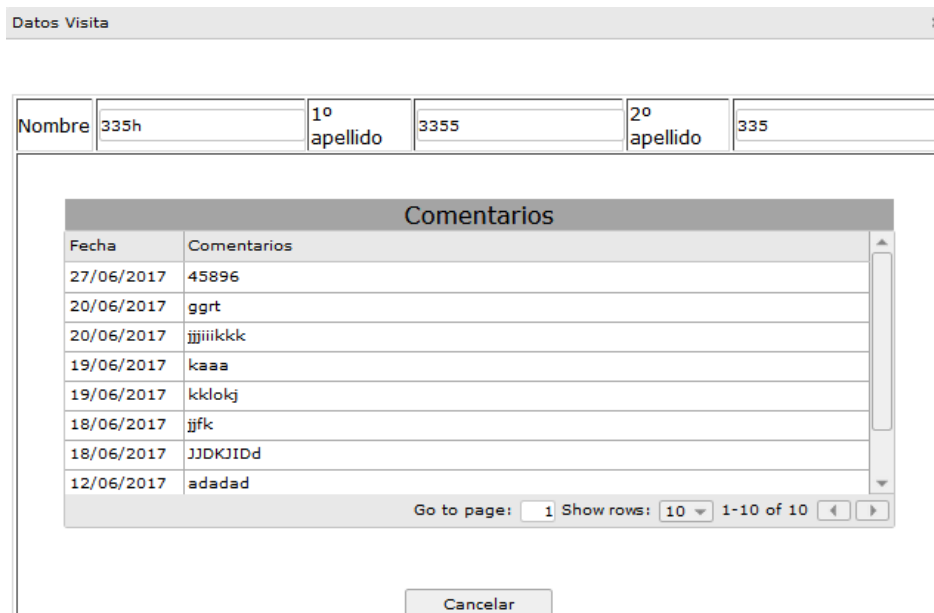 Datos Visita
Nombre 335h 1º apellido 3355 2º apellido 335
Comentarios
Fecha Comentarios
27/06/2017 45896
20/06/2017 ggrt
20/06/2017 jjjiiikkk
19/06/2017 kaaa
19/06/2017 kklokj
18/06/2017 jjfk
18/06/2017 JJDKJIDd
12/06/2017 adadad
Go to page: 1 Show rows: 10 1-10 of 10
Cancelar